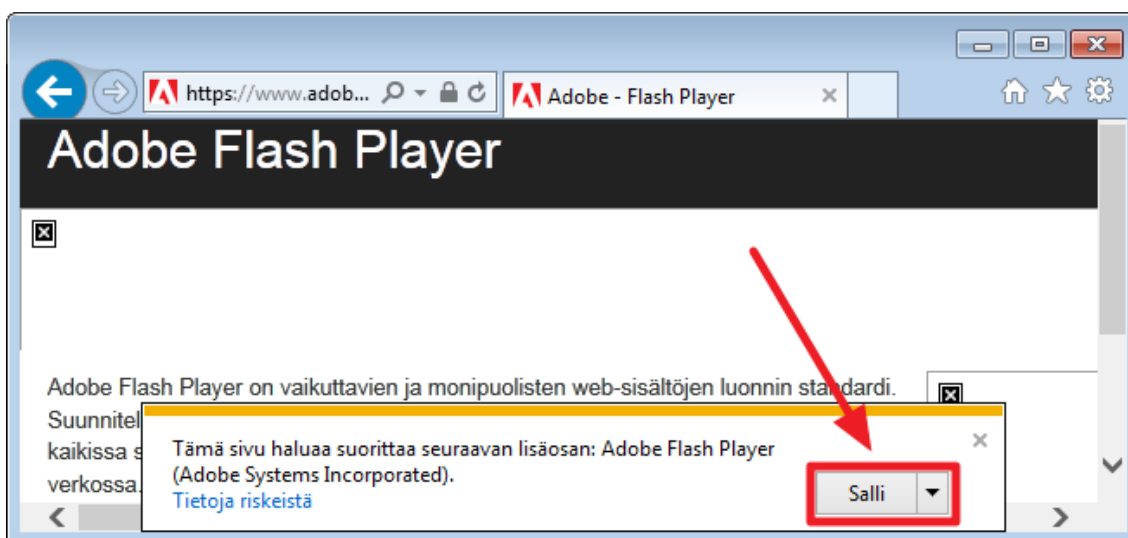 https://www.adob...
Adobe - Flash Player
Adobe Flash Player
Adobe Flash Player on vaikuttavien ja monipuolisten web-sisältöjen luonnin standardi.
Suunnitel
kaikissa s
verkossa.
Tämä sivu haluaa suorittaa seuraavan lisäosan: Adobe Flash Player
(Adobe Systems Incorporated).
Tietoja riskeistä
Salli